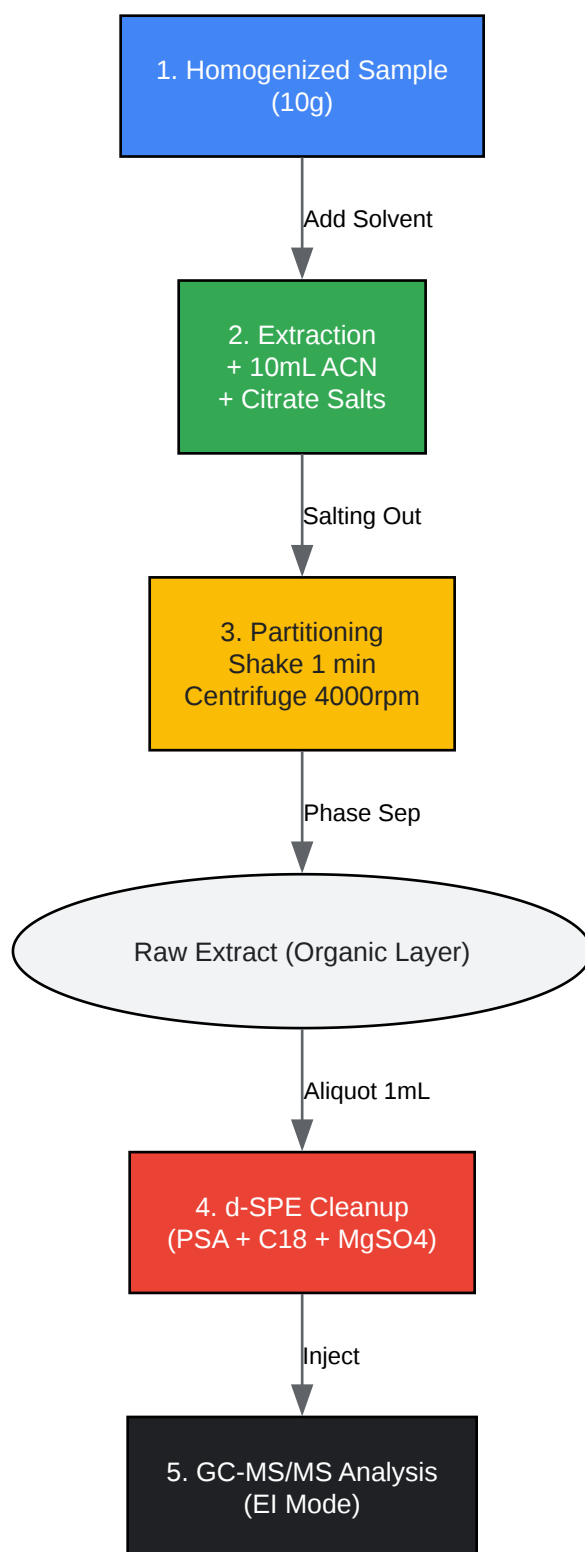 1. Homogenized Sample
(10g)
Add Solvent
2. Extraction
+ 10mL ACN
+ Citrate Salts
Salting Out
3. Partitioning
Shake 1 min
Centrifuge 4000rpm
Phase Sep
Raw Extract (Organic Layer)
Aliquot 1mL
4. d-SPE Cleanup
(PSA + C18 + MgSO4)
Inject
5. GC-MS/MS Analysis
(EI Mode)